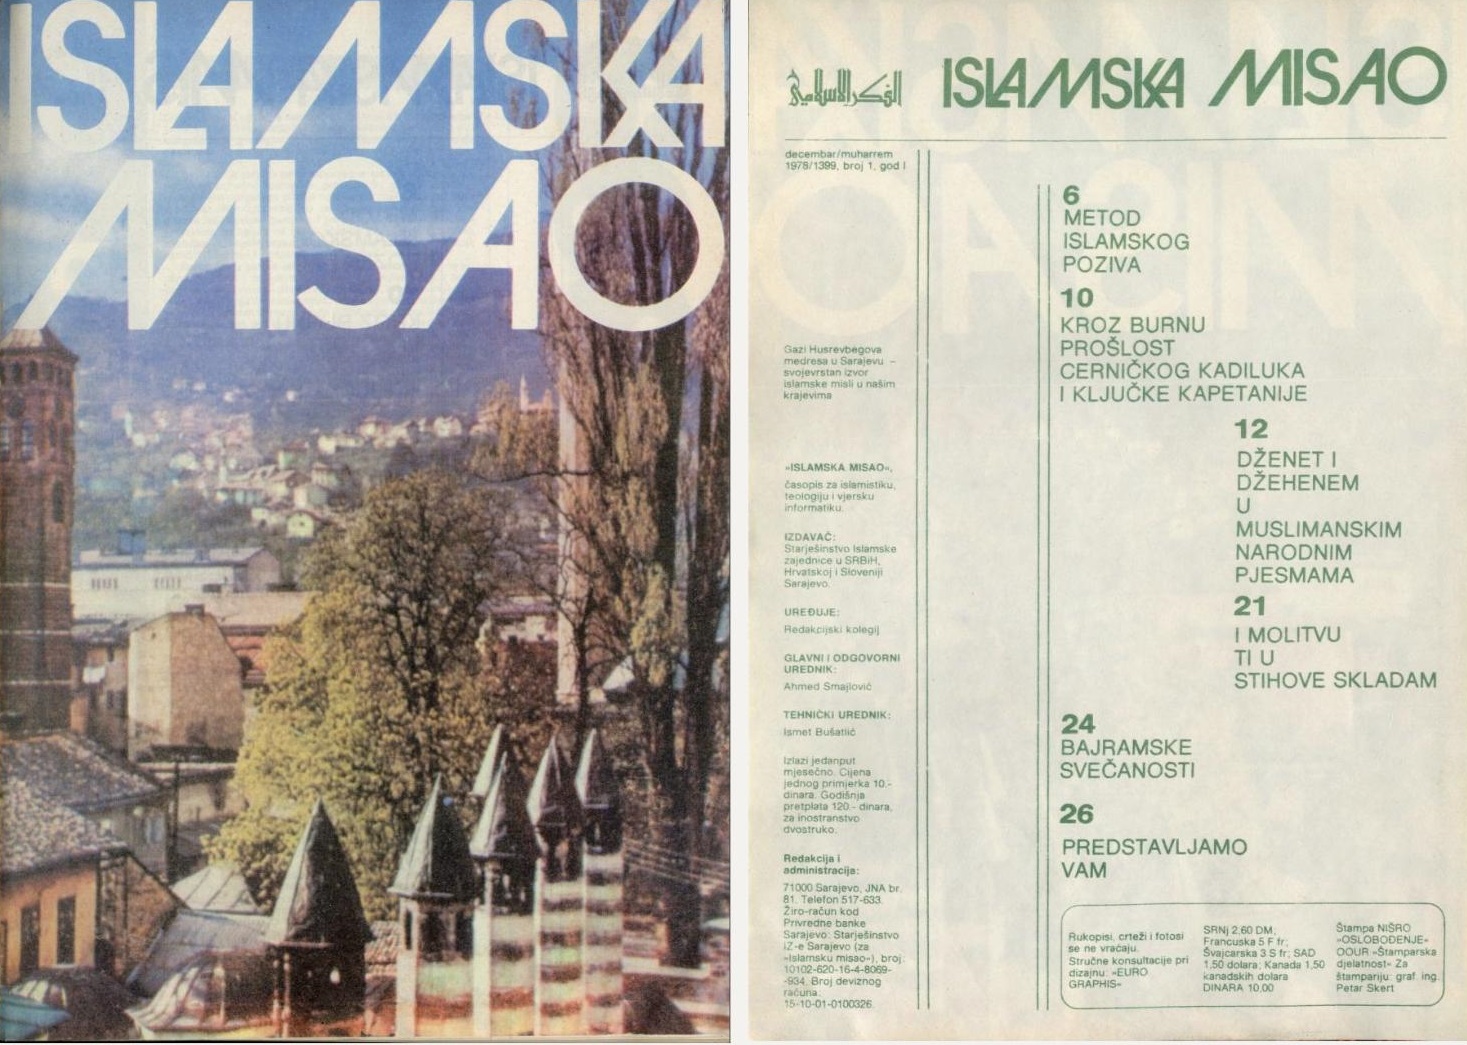 ISLAMSKA
MISAO
الفكر الاسلامي ISLAMSKA MISAO
decembar/muharrem
1978/1399, broj 1, god I
Gazi Husrevbegova
medresa u Sarajevu –
svojevrstan izvor
islamske misli u našim
krajevima
»ISLAMSKA MISAO«,
časopis za islamistiku,
teologiju i vjersku
informatiku.
IZDAVAČ:
Starješinstvo Islamske
zajednice u SRBiH,
Hrvatskoj i Sloveniji
Sarajevo.
UREĐUJE:
Redakcijski kolegij
GLAVNI I ODGOVORNI
UREDNIK:
Ahmed Smajlović
TEHNIČKI UREDNIK:
Ismet Bušatlić
Izlazi jedanput
mjesečno. Cijena
jednog primjerka 10.-
dinara. Godišnja
pretplata 120.- dinara,
za inostranstvo
dvostruko.
Redakcija i
administracija:
71000 Sarajevo, JNA br.
81. Telefon 517-633.
Žiro-račun kod
Privredne banke
Sarajevo: Starješinstvo
IZ-e Sarajevo (za
»Islamsku misao«), broj:
10102-620-16-4-8069-
-934. Broj deviznog
računa:
15-10-01-0100326.
6
METOD
ISLAMSKOG
POZIVA
10
KROZ BURNU
PROŠLOST
CERNIČKOG KADILUKA
I KLJUČKE KAPETANIJE
12
DŽENET I
DŽEHENEM
U
MUSLIMANSKIM
NARODNIM
PJESMAMA
21
I MOLITVU
TI U
STIHOVE SKLADAM
24
BAJRAMSKE
SVEČANOSTI
26
PREDSTAVLJAMO
VAM
Rukopisi, crteži i fotosi
se ne vraćaju.
Stručne konsultacije pri
dizajnu: »EURO
GRAPHIS«
SRNj 2,60 DM;
Francuska 5 F fr;
Švajcarska 3 S fr; SAD
1,50 dolara; Kanada 1,50
kanadskih dolara
DINARA 10,00
Štampa NIŠRO
»OSLOBOĐENJE«
OOUR »Štamparska
djelatnost« Za
štampariju: graf. ing.
Petar Skert